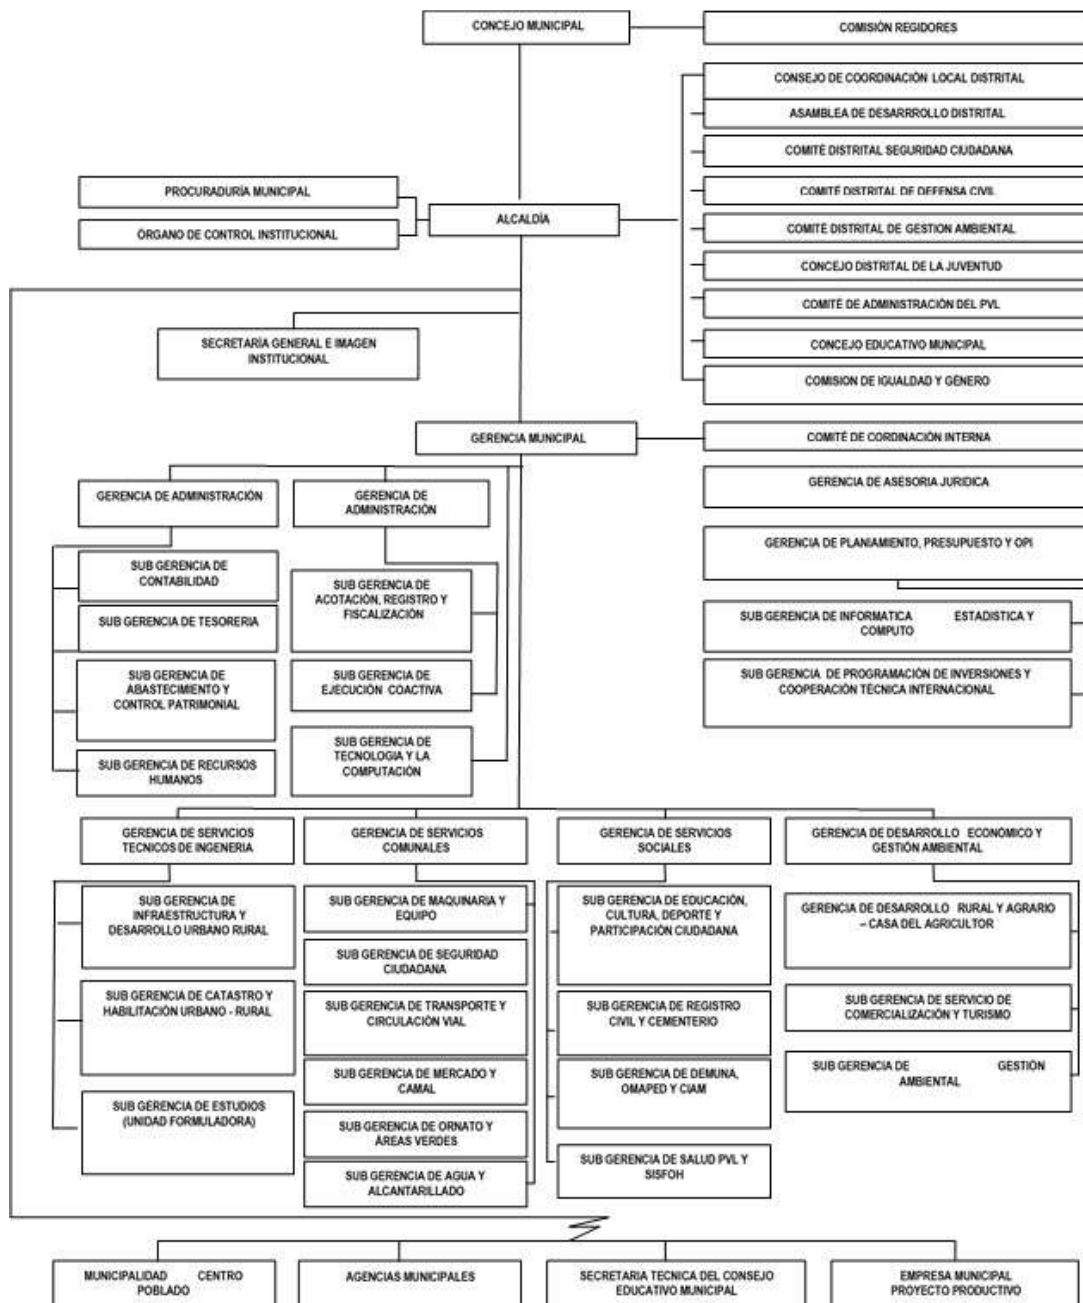 CONCEJO MUNICIPAL
COMISIÓN REGIDORES
CONSEJO DE COORDINACIÓN LOCAL DISTRITAL
ASAMBLEA DE DESARRROLLO DISTRITAL
COMITÉ DISTRITAL SEGURIDAD CIUDADANA
COMITÉ DISTRITAL DE DEFENSA CIVIL
COMITÉ DISTRITAL DE GESTION AMBIENTAL
CONCEJO DISTRITAL DE LA JUVENTUD
COMITÉ DE ADMINISTRACIÓN DEL PVL
CONCEJO EDUCATIVO MUNICIPAL
COMISION DE IGUALDAD Y GÉNERO
PROCURADURÍA MUNICIPAL
ÓRGANO DE CONTROL INSTITUCIONAL
ALCALDÍA
SECRETARÍA GENERAL E IMAGEN
INSTITUCIONAL
GERENCIA MUNICIPAL
COMITÉ DE CORDINACIÓN INTERNA
GERENCIA DE ASESORIA JURIDICA
GERENCIA DE PLANIAMIENTO, PRESUPUESTO Y OPI
SUB GERENCIA DE INFORMATICA ESTADISTICA Y
COMPUTO
SUB GERENCIA DE PROGRAMACIÓN DE INVERSIONES Y
COOPERACIÓN TÉCNICA INTERNACIONAL
GERENCIA DE ADMINISTRACIÓN
SUB GERENCIA DE
CONTABILIDAD
SUB GERENCIA DE TESORERIA
SUB GERENCIA DE
ABASTECIMIENTO Y
CONTROL PATRIMONIAL
SUB GERENCIA DE RECURSOS
HUMANOS
GERENCIA DE
ADMINISTRACIÓN
SUB GERENCIA DE
ACOTACIÓN, REGISTRO Y
FISCALIZACIÓN
SUB GERENCIA DE
EJECUCIÓN COACTIVA
SUB GERENCIA DE
TECNOLOGIA Y LA
COMPUTACIÓN
GERENCIA DE SERVICIOS
TECNICOS DE INGENERIA
SUB GERENCIA DE
INFRAESTRUCTURA Y
DESARROLLO URBANO RURAL
SUB GERENCIA DE CATASTRO Y
HABILITACIÓN URBANO - RURAL
SUB GERENCIA DE ESTUDIOS
(UNIDAD FORMULADORA)
GERENCIA DE SERVICIOS
COMUNALES
SUB GERENCIA DE MAQUINARIA Y
EQUIPO
SUB GERENCIA DE SEGURIDAD
CIUDADANA
SUB GERENCIA DE TRANSPORTE Y
CIRCULACIÓN VIAL
SUB GERENCIA DE MERCADO Y
CAMAL
SUB GERENCIA DE ORNATO Y
ÁREAS VERDES
SUB GERENCIA DE AGUA Y
ALCANTARILLADO
GERENCIA DE SERVICIOS
SOCIALES
SUB GERENCIA DE EDUCACIÓN,
CULTURA, DEPORTE Y
PARTICIPACIÓN CIUDADANA
SUB GERENCIA DE REGISTRO
CIVIL Y CEMENTERIO
SUB GERENCIA DE DEMUNA,
OMAPED Y CIAM
SUB GERENCIA DE SALUD PVL Y
SISFOH
GERENCIA DE DESARROLLO ECONÓMICO Y
GESTIÓN AMBIENTAL
GERENCIA DE DESARROLLO RURAL Y AGRARIO
– CASA DEL AGRICULTOR
SUB GERENCIA DE SERVICIO DE
COMERCIALIZACIÓN Y TURISMO
SUB GERENCIA DE GESTIÓN
AMBIENTAL
MUNICIPALIDAD CENTRO
POBLADO
AGENCIAS MUNICIPALES
SECRETARIA TECNICA DEL CONSEJO
EDUCATIVO MUNICIPAL
EMPRESA MUNICIPAL
PROYECTO PRODUCTIVO